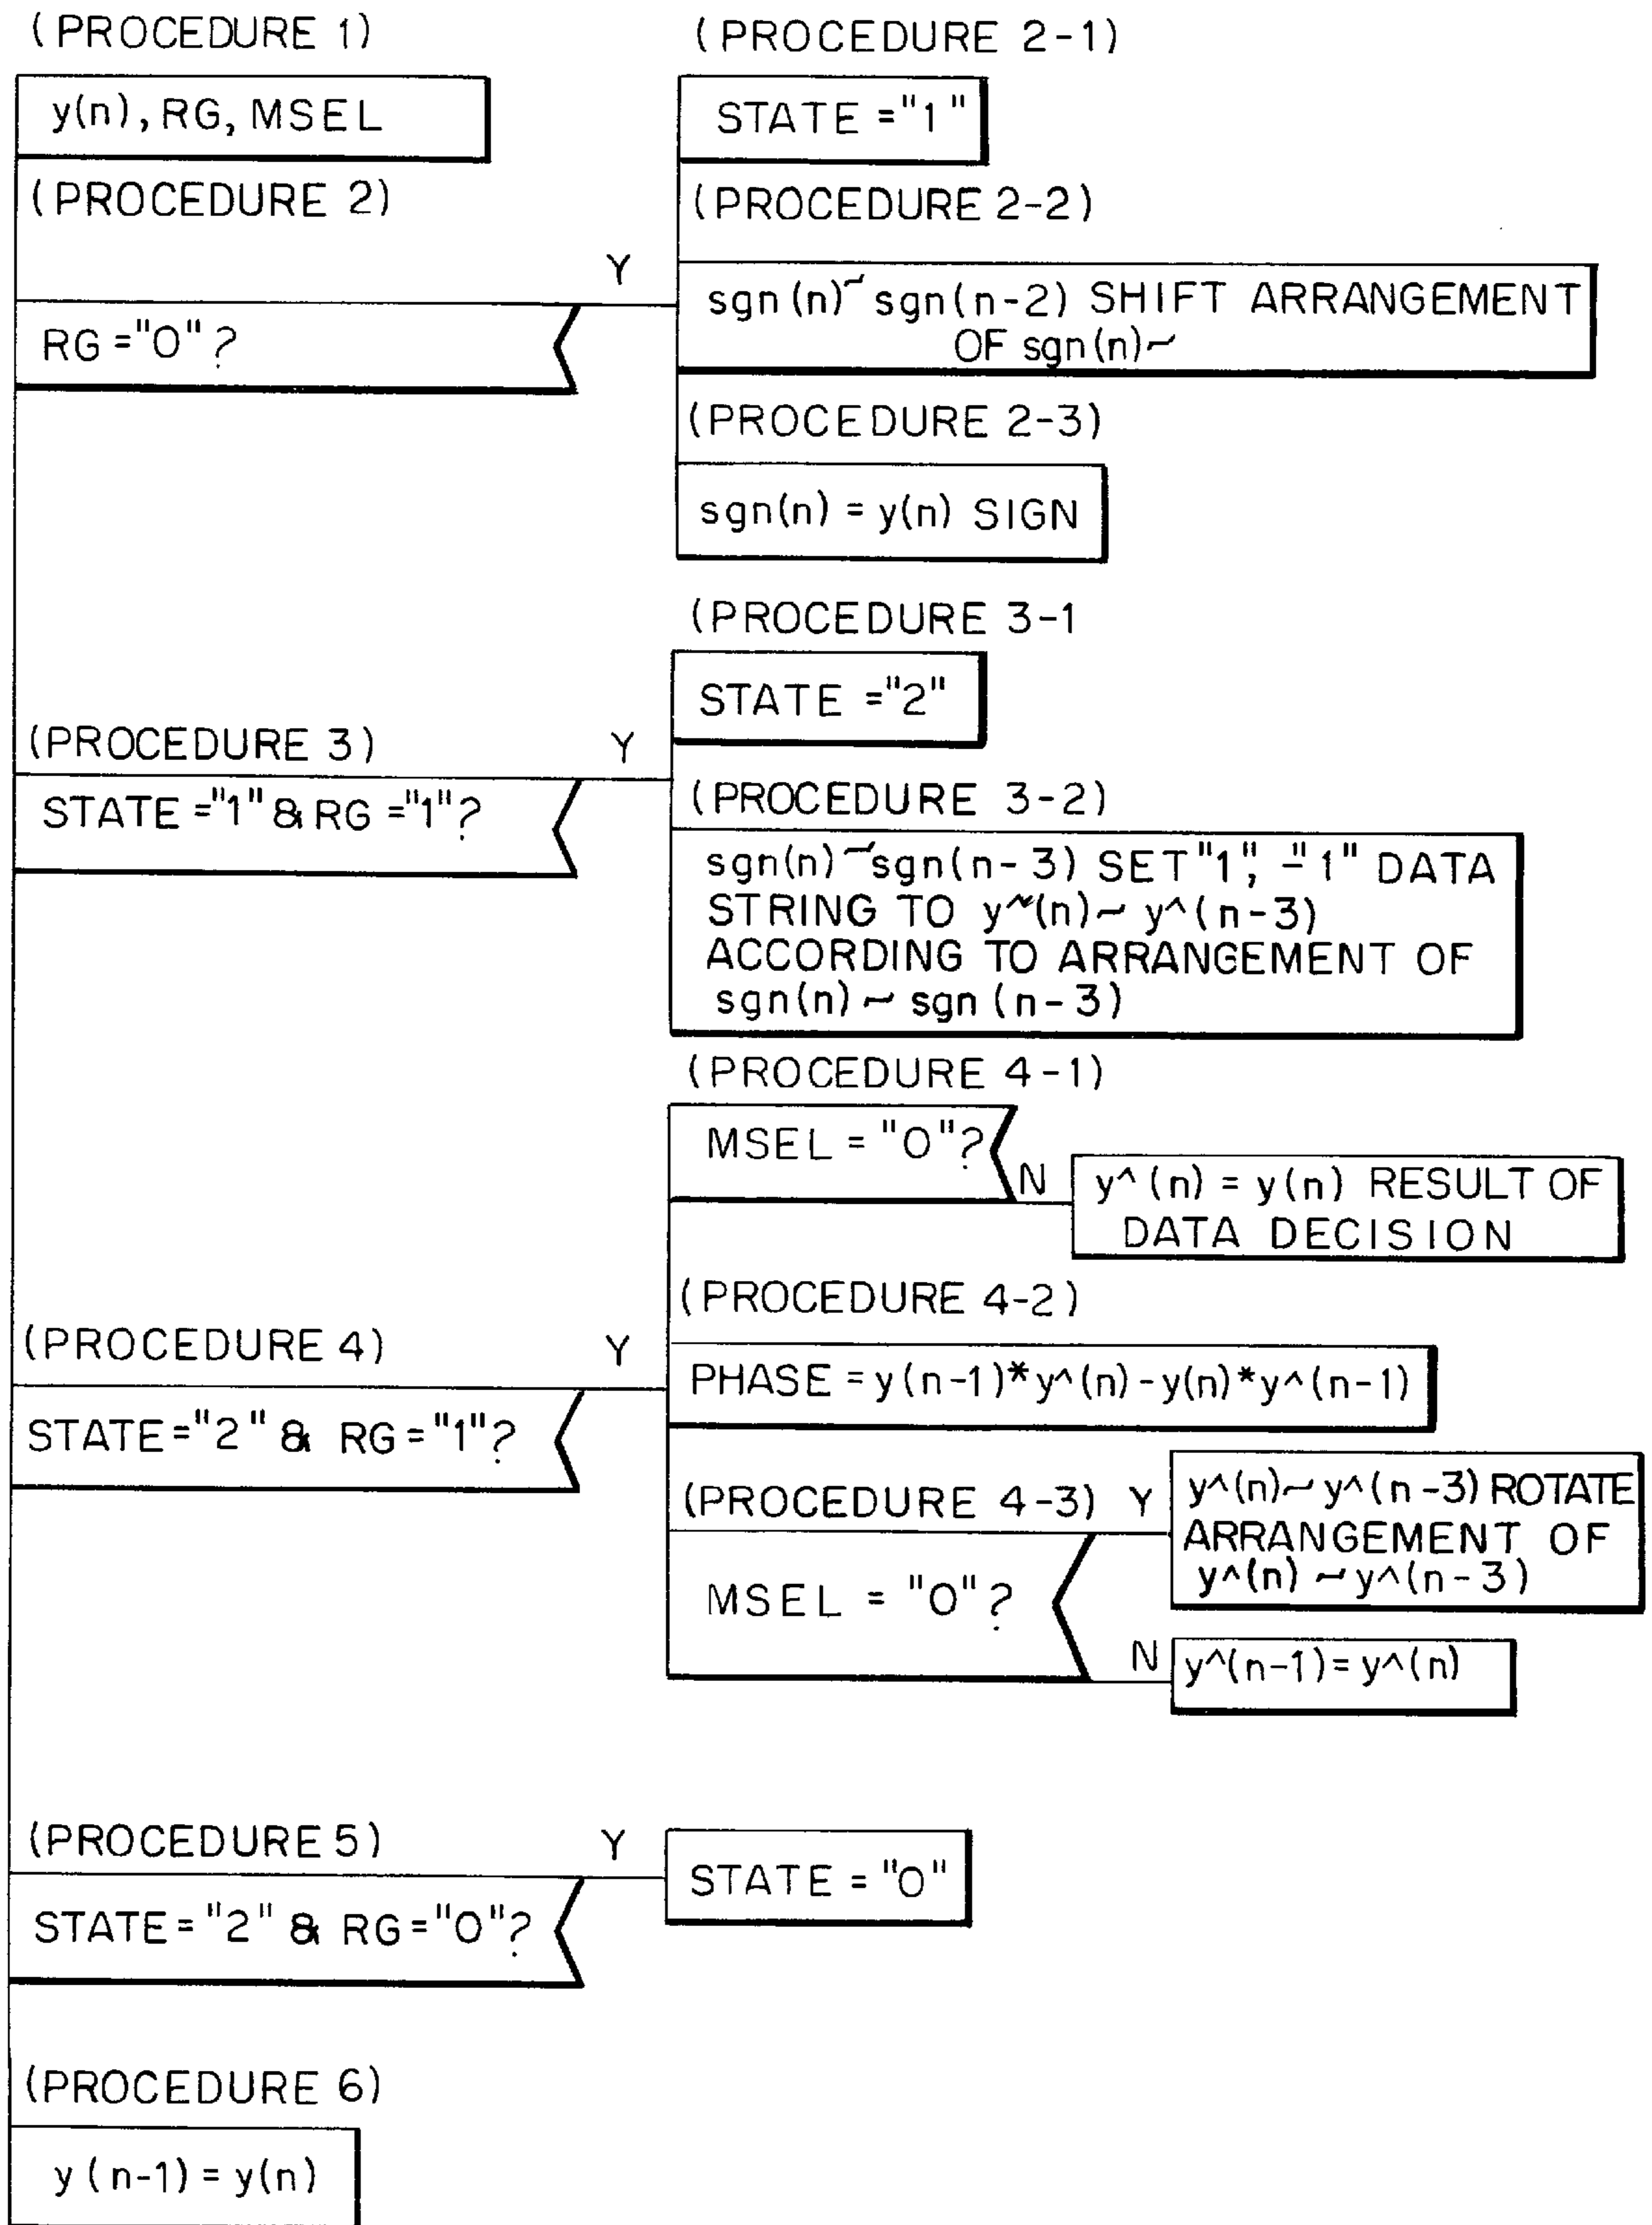 (PROCEDURE 1)
y(n), RG, MSEL
(PROCEDURE 2)
Y
RG ="0"?
(PROCEDURE 2-1)
STATE ="1"
(PROCEDURE 2-2)
sgn(n)~sgn(n-2) SHIFT ARRANGEMENT
OF sgn(n)~
(PROCEDURE 2-3)
sgn(n) = y(n) SIGN
(PROCEDURE 3)
Y
STATE ="1" & RG ="1"?
(PROCEDURE 3-1
STATE ="2"
(PROCEDURE 3-2)
sgn(n)~sgn(n-3) SET "1", -"1" DATA
STRING TO y^(n)~ y^(n-3)
ACCORDING TO ARRANGEMENT OF
sgn(n)~ sgn (n-3)
(PROCEDURE 4)
Y
STATE="2" & RG="1"?
(PROCEDURE 4-1)
MSEL = "0"?
N
y^(n) = y(n) RESULT OF
DATA DECISION
(PROCEDURE 4-2)
PHASE = y(n-1)*y^(n)-y(n)*y^(n-1)
(PROCEDURE 4-3)
Y
MSEL = "0"?
y^(n)~ y^(n-3) ROTATE
ARRANGEMENT OF
y^(n) ~y^(n-3)
N
y^(n-1)= y^(n)
(PROCEDURE 5)
Y
STATE="2" & RG="0"?
STATE = "0"
(PROCEDURE 6)
y(n-1)= y(n)